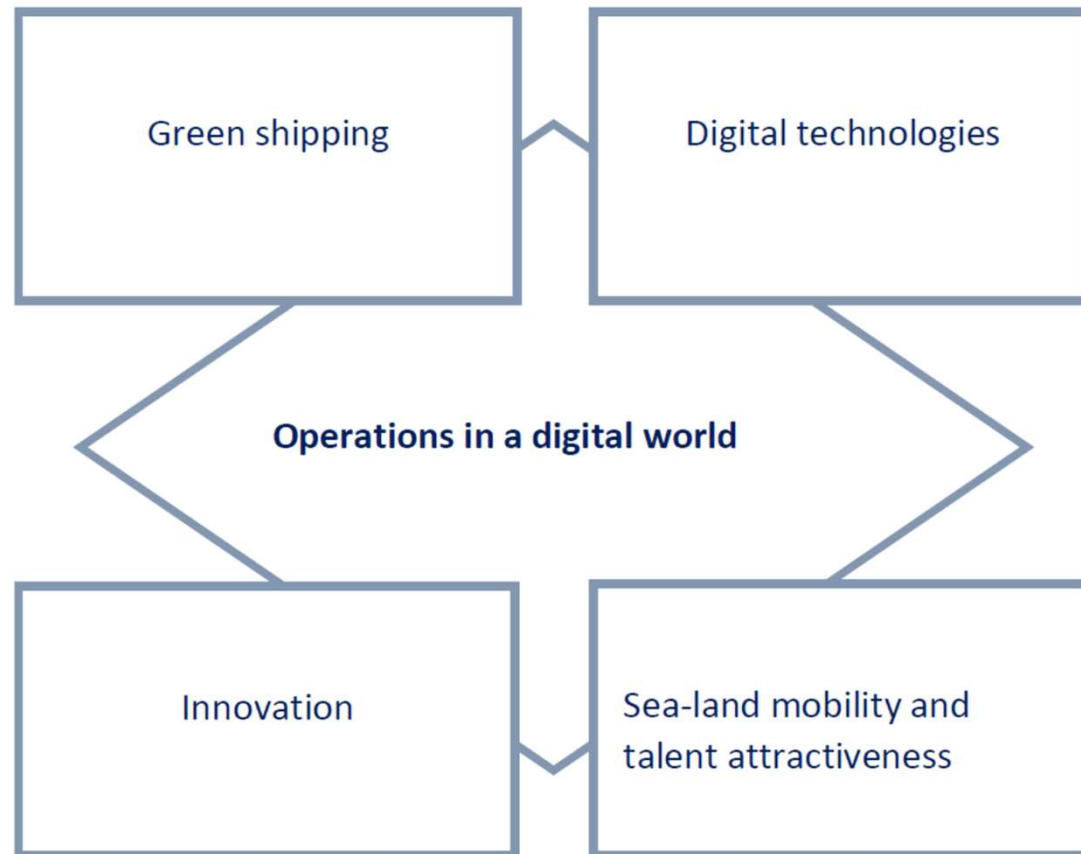 Green shipping
Digital technologies
Operations in a digital world
Innovation
Sea-land mobility and
talent attractiveness